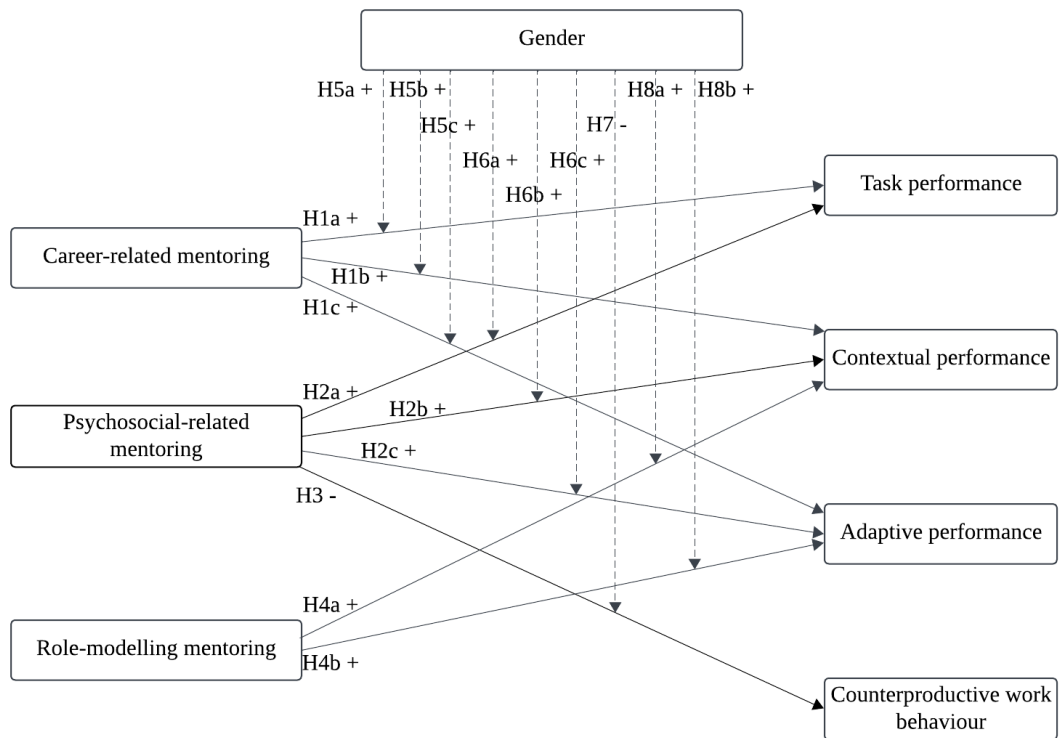 Gender
H5a + H5b + H8a + H8b +
H5c + H7 -
H6a + H6c +
H6b +
Task performance
H1a +
Career-related mentoring
H1b +
H1c +
Contextual performance
H2a +
H2b +
Psychosocial-related
mentoring
H2c +
H3 -
Adaptive performance
H4a +
Role-modelling mentoring
H4b +
Counterproductive work
behaviour